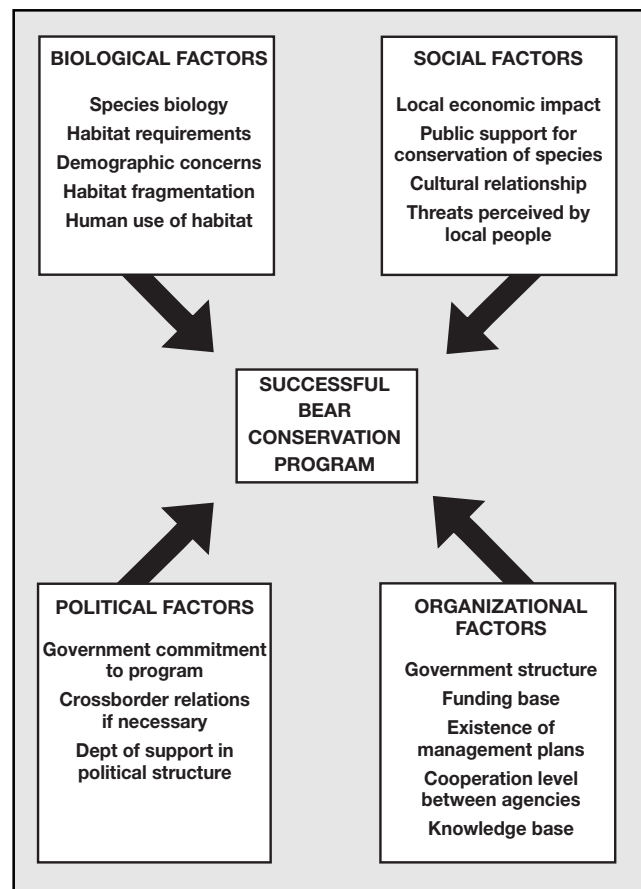 BIOLOGICAL FACTORS
Species biology
Habitat requirements
Demographic concerns
Habitat fragmentation
Human use of habitat
SOCIAL FACTORS
Local economic impact
Public support for
conservation of species
Cultural relationship
Threats perceived by
local people
SUCCESSFUL
BEAR
CONSERVATION
PROGRAM
POLITICAL FACTORS
Government commitment
to program
Crossborder relations
if necessary
Dept of support in
political structure
ORGANIZATIONAL
FACTORS
Government structure
Funding base
Existence of
management plans
Cooperation level
between agencies
Knowledge base